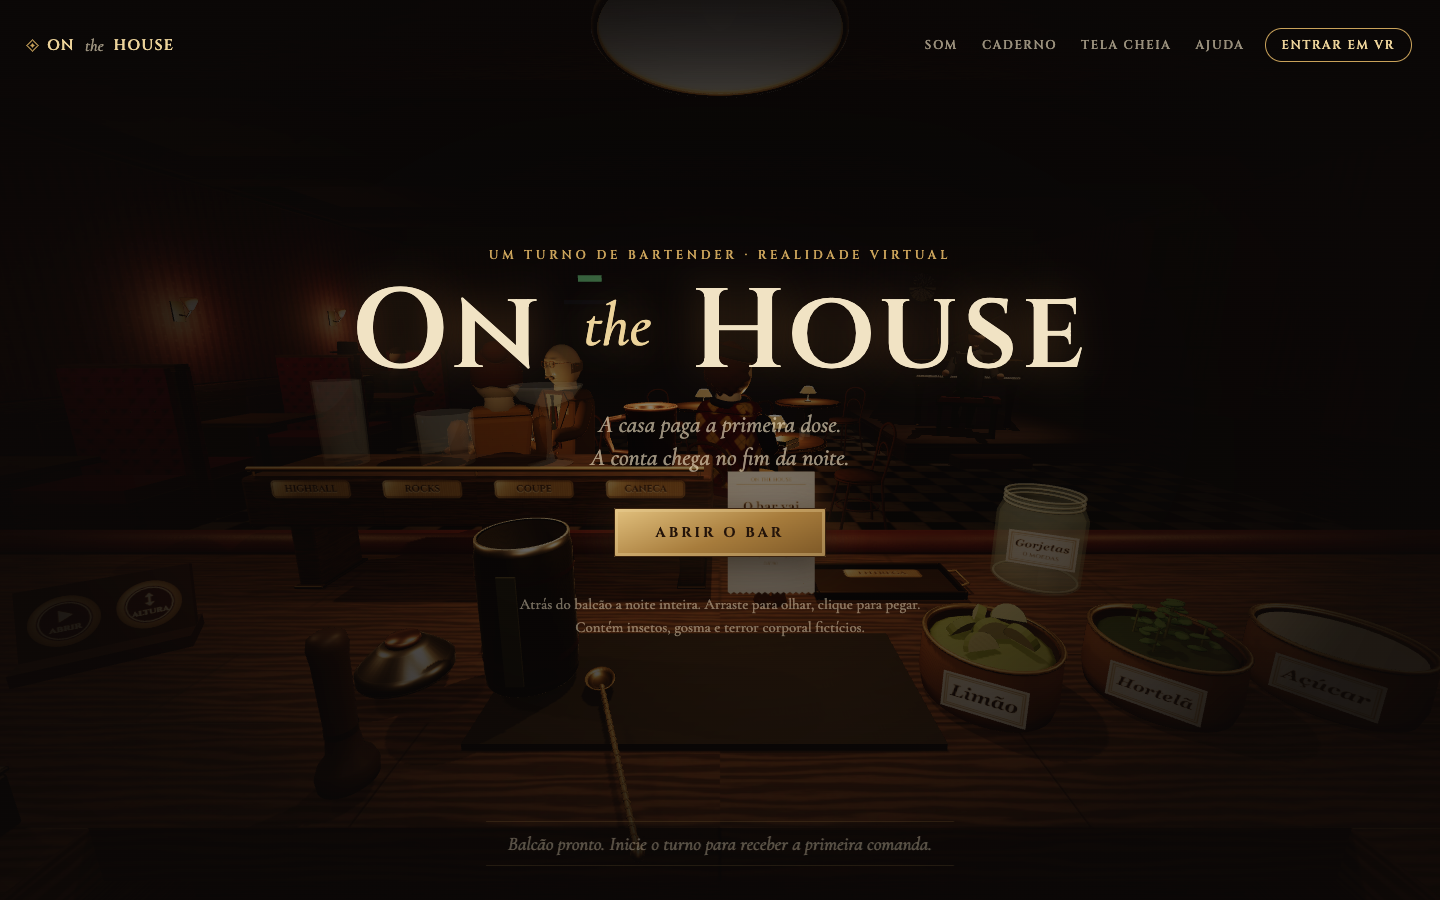 ON the HOUSE
SOM CADERNO TELA CHEIA AJUDA ENTRAR EM VR
UM TURNO DE BARTENDER · REALIDADE VIRTUAL
ON the HOUSE
A casa paga a primeira dose.
A conta chega no fim da noite.
HIGHBALL ROCKS COUPE CANECA
O bar vai
ABRIR O BAR
Gorjetas
ABRIR
ALTURA
Atrás do balcão a noite inteira. Arraste para olhar, clique para pegar.
Contém insetos, gosma e terror corporal fictícios.
Limão
Hortelã
Açúcar
Balcão pronto. Inicie o turno para receber a primeira comanda.